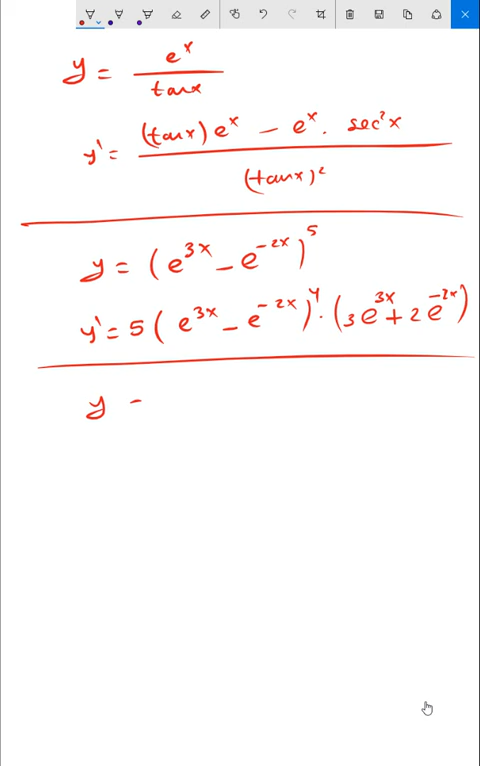 y = e^x / tanx
y' = (tanx) e^x - e^x . sec²x / (tanx)²
y = (e^3x - e^-2x)^5
y' = 5 (e^3x - e^-2x)^4 . (3e^3x + 2e^-2x)
y -